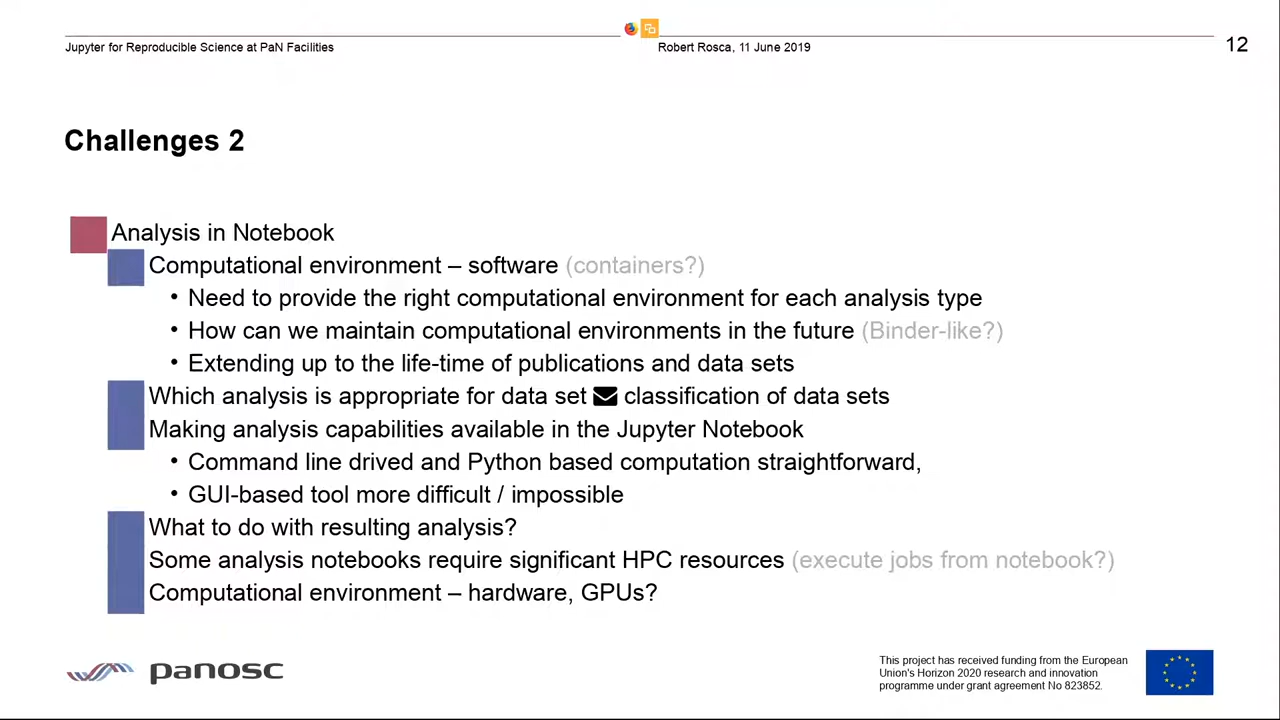 Jupyter for Reproducible Science at PaN Facilities
Robert Rosca, 11 June 2019
12
Challenges 2
Analysis in Notebook
Computational environment – software (containers?)
• Need to provide the right computational environment for each analysis type
• How can we maintain computational environments in the future (Binder-like?)
• Extending up to the life-time of publications and data sets
Which analysis is appropriate for data set ✉ classification of data sets
Making analysis capabilities available in the Jupyter Notebook
• Command line drived and Python based computation straightforward,
• GUI-based tool more difficult / impossible
What to do with resulting analysis?
Some analysis notebooks require significant HPC resources (execute jobs from notebook?)
Computational environment – hardware, GPUs?
panosc
This project has received funding from the European
Union's Horizon 2020 research and innovation
programme under grant agreement No 823852.